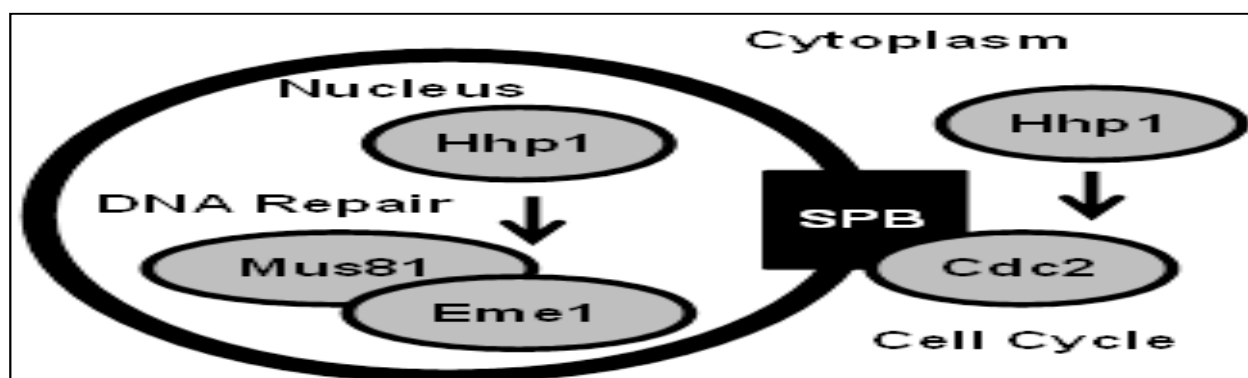 Cytoplasm
Nucleus
Hhp1
Hhp1
DNA Repair
SPB
Mus81
Cdc2
Eme1
Cell Cycle